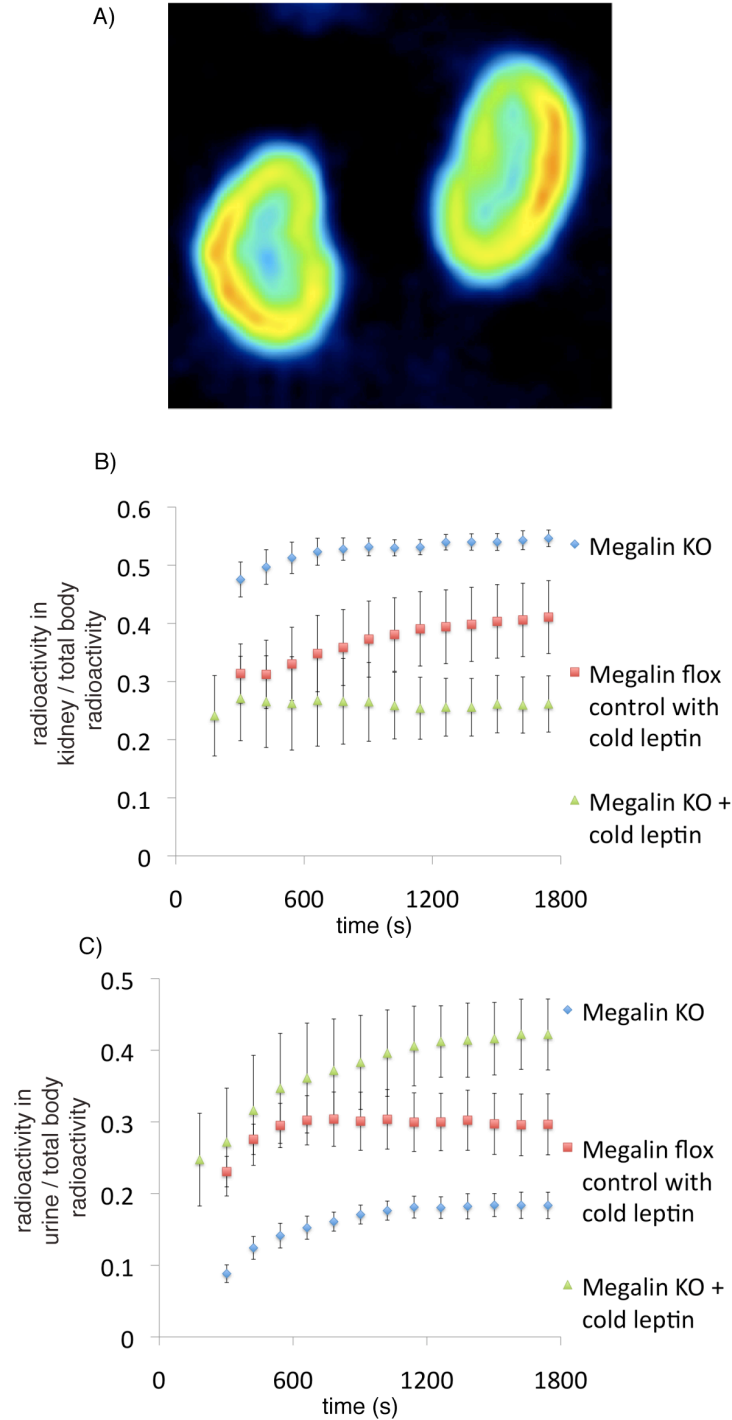 A)
B)
0.6
0.5
0.4
0.3
0.2
0.1
0
radioactivity in
kidney / total body
radioactivity
0
600
1200
1800
time (s)
Megalin KO
Megalin flox
control with
cold leptin
Megalin KO +
cold leptin
C)
0.5
0.4
0.3
0.2
0.1
0
radioactivity in
urine / total body
radioactivity
0
600
1200
1800
time (s)
Megalin KO
Megalin flox
control with
cold leptin
Megalin KO +
cold leptin